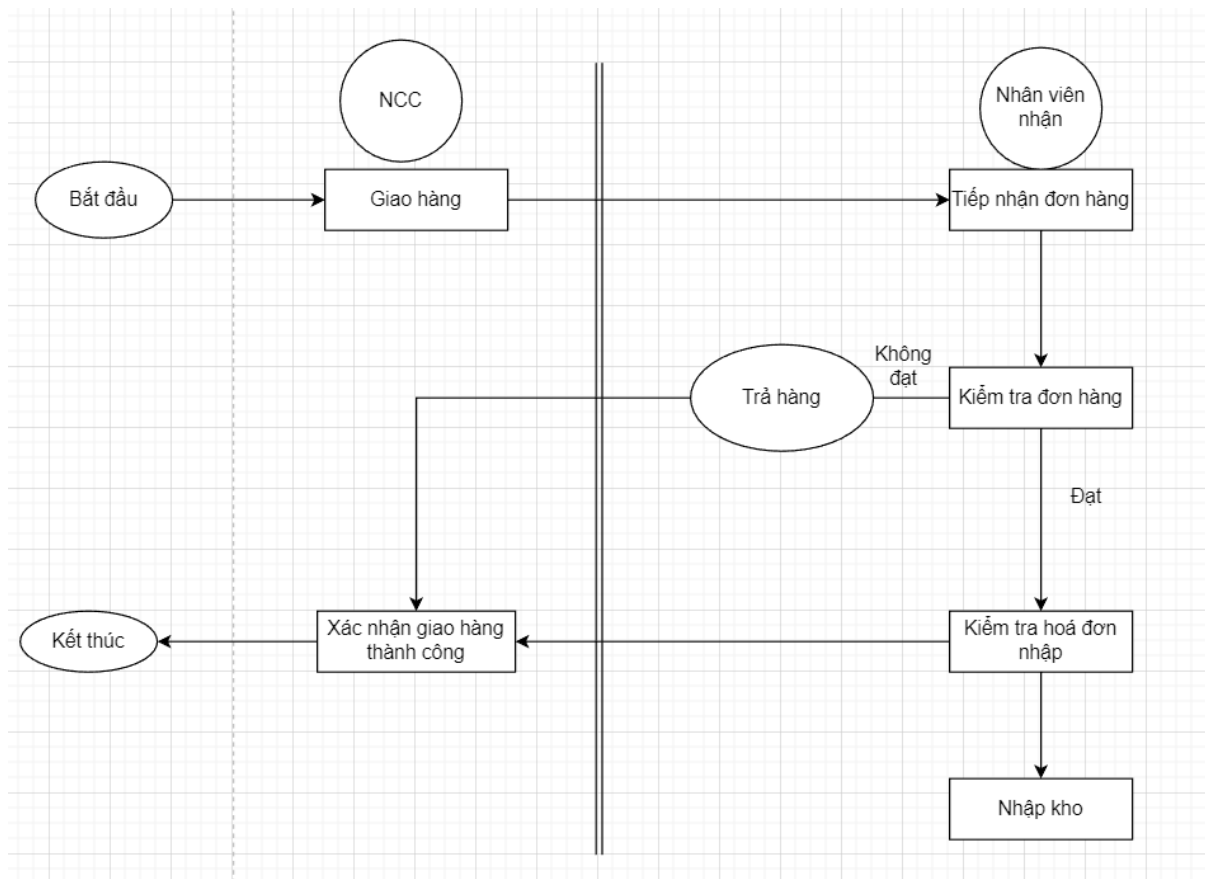 NCC
Nhân viên
nhận
Bắt đầu
Giao hàng
Tiếp nhận đơn hàng
Không
đạt
Trả hàng
Kiểm tra đơn hàng
Đạt
Kết thúc
Xác nhận giao hàng
thành công
Kiểm tra hoá đơn
nhập
Nhập kho